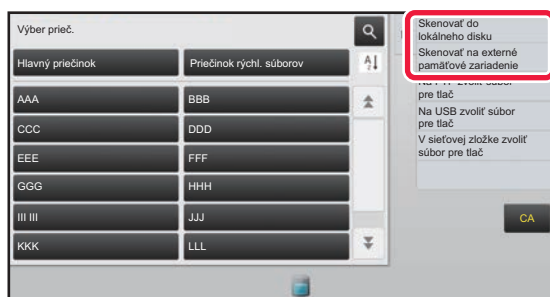 Výber prieč.
Hlavný priečinok
Priečinok rýchl. súborov
AAA
BBB
CCC
DDD
EEE
FFF
GGG
HHH
III III
JJJ
KKK
LLL
Skenovať do
lokálneho disku
Skenovať na externé
pamäťové zariadenie
pre tlač
Na USB zvoliť súbor
pre tlač
V sieťovej zložke zvoliť
súbor pre tlač
CA